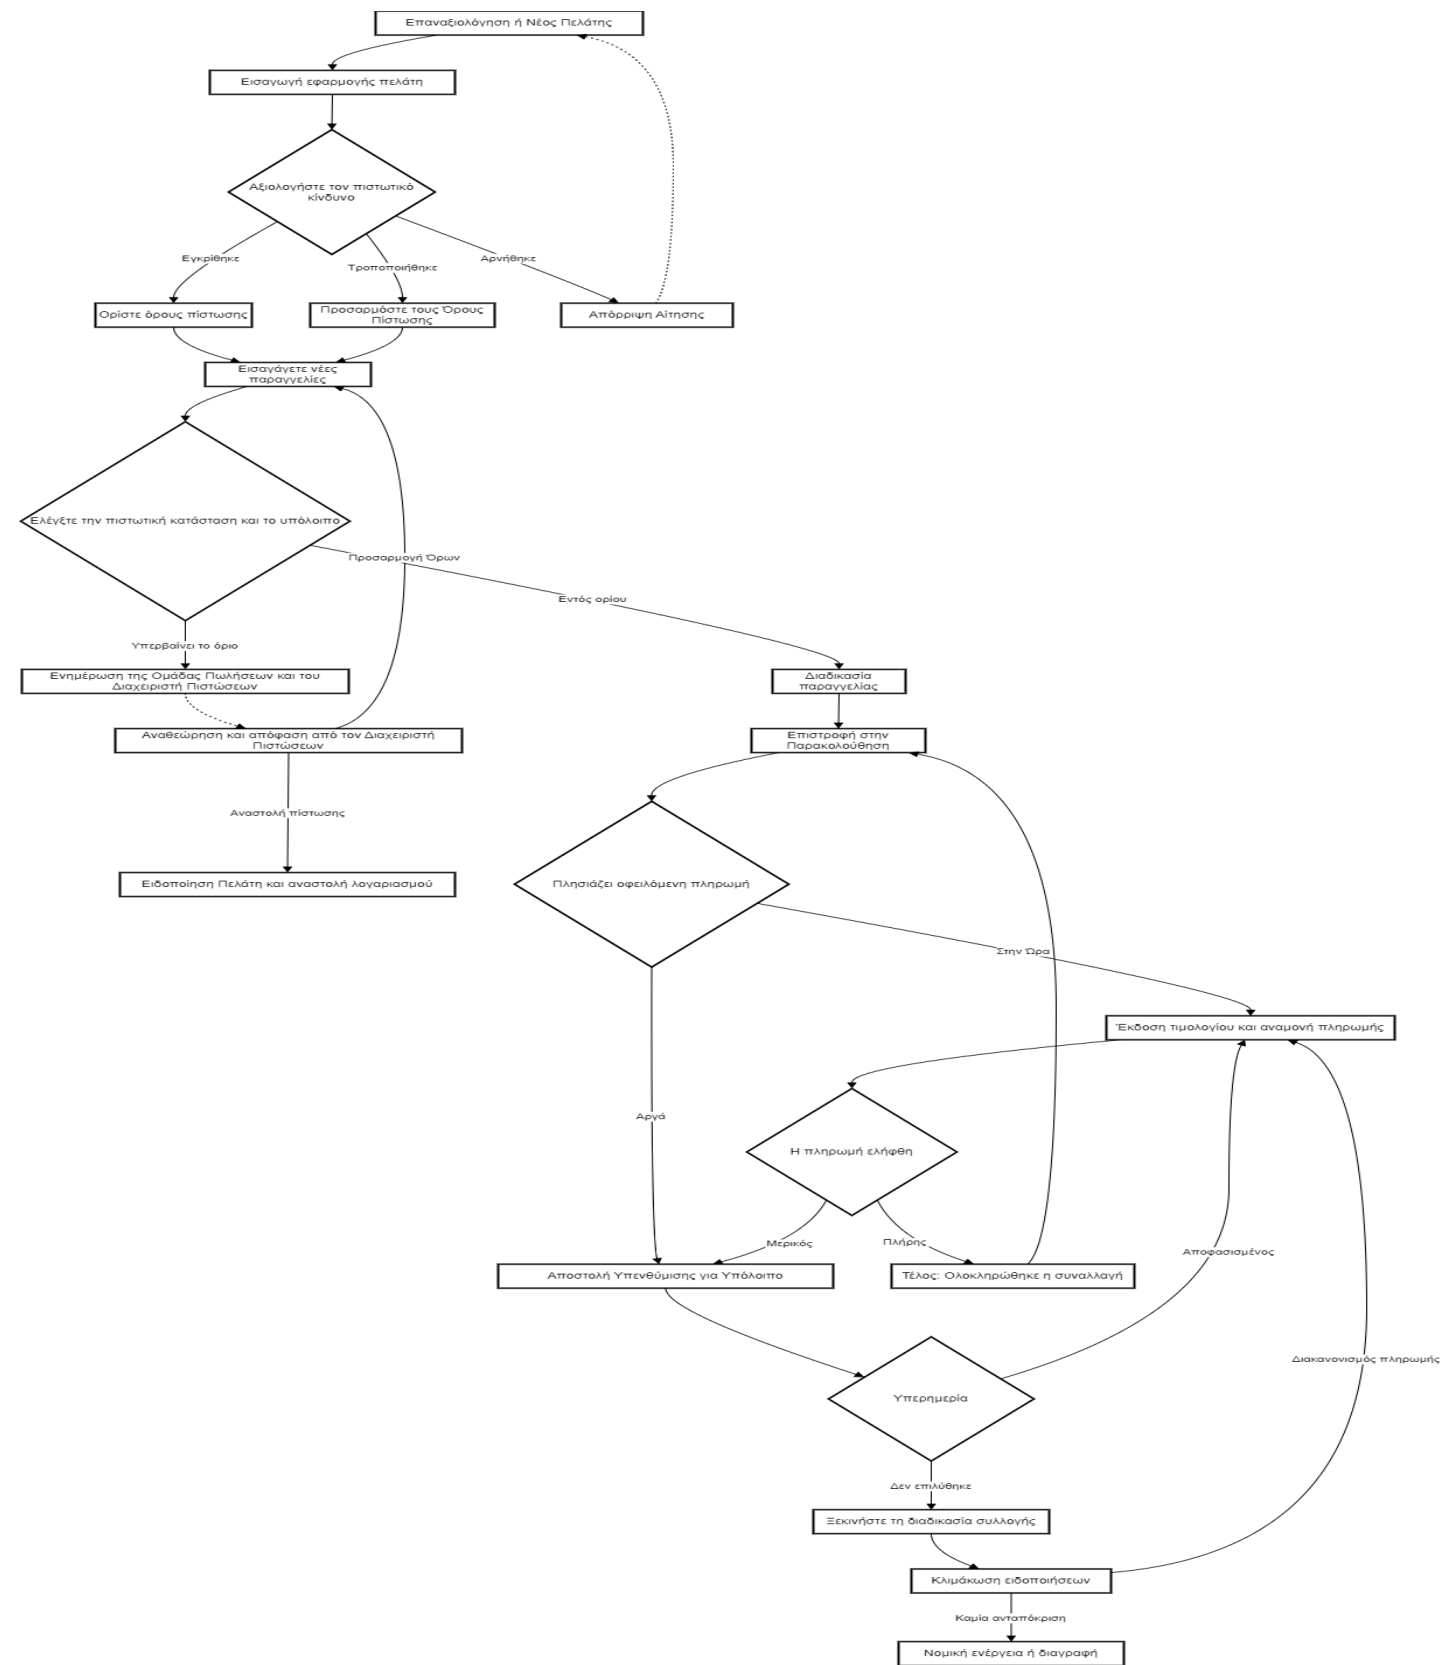 Επαναξιολόγηση ή Νέος Πελάτης
Εισαγωγή εφαρμογής πελάτη
Αξιολογήστε τον πιστωτικό
κίνδυνο
Εγκρίθηκε
Τροποποιήθηκε
Αρνήθηκε
Ορίστε όρους πίστωσης
Προσαρμόστε τους Όρους
Πίστωσης
Απόρριψη Αίτησης
Εισαγάγετε νέες
παραγγελίες
Ελέγξτε την πιστωτική κατάσταση και το υπόλοιπο
Προσαρμογή Όρων
Εντός ορίου
Υπερβαίνει το όριο
Ενημέρωση της Ομάδας Πωλήσεων και του
Διαχειριστή Πιστώσεων
Διαδικασία
παραγγελίας
Αναθεώρηση και απόφαση από τον Διαχειριστή
Πιστώσεων
Επιστροφή στην
Παρακολούθηση
Αναστολή πίστωσης
Ειδοποίηση Πελάτη και αναστολή λογαριασμού
Πλησιάζει οφειλόμενη πληρωμή
Στην Ώρα
Έκδοση τιμολογίου και αναμονή πληρωμής
Αργά
Η πληρωμή ελήφθη
Μερικός
Πλήρης
Αποφασισμένος
Αποστολή Υπενθύμισης για Υπόλοιπο
Τέλος: Ολοκληρώθηκε η συναλλαγή
Διακανονισμός πληρωμής
Υπερημερία
Δεν επιλύθηκε
Ξεκινήστε τη διαδικασία συλλογής
Κλιμάκωση ειδοποιήσεων
Καμία ανταπόκριση
Νομική ενέργεια ή διαγραφή